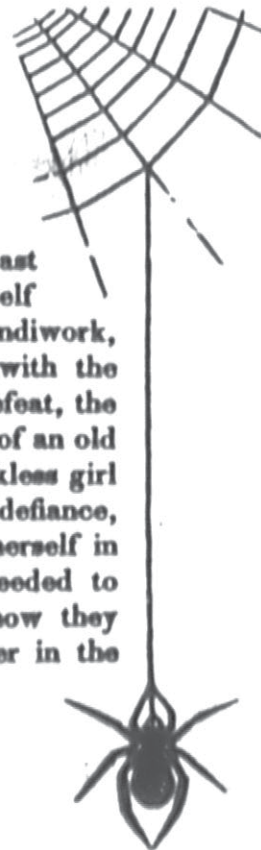 ast
elf
ndiwork,
with the
efeat, the
of an old
kless girl
defiance,
herself in
eeded to
how they
er in the